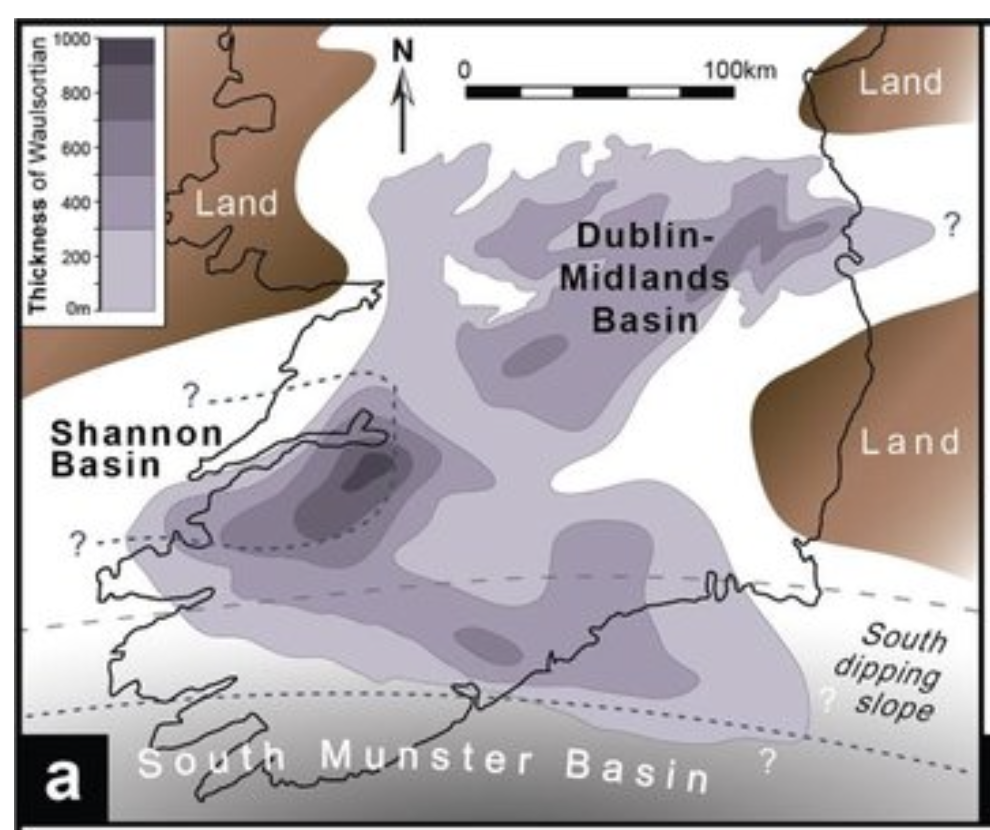 Thickness of Waulsortian
1000
800
600
400
200
0m
N
0 100km
Land
Land
Land
Dublin-
Midlands
Basin
?
?
Shannon
Basin
?
South
dipping
slope
?
South Munster Basin
?
a